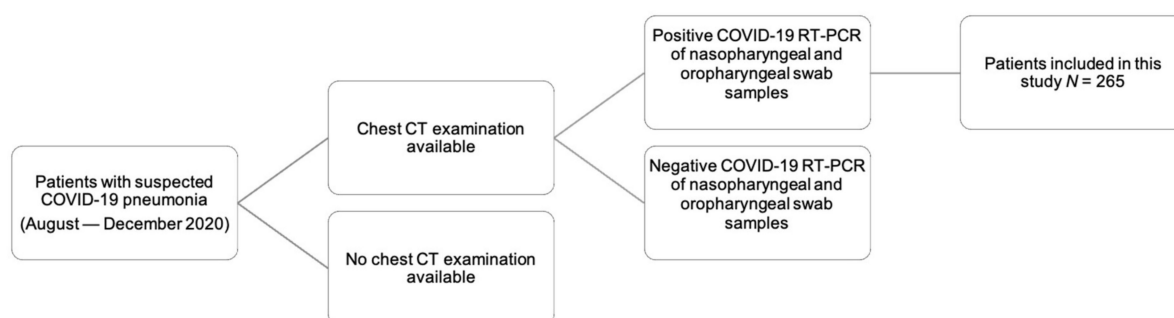 Patients with suspected
COVID-19 pneumonia
(August — December 2020)
Chest CT examination
available
No chest CT examination
available
Positive COVID-19 RT-PCR
of nasopharyngeal and
oropharyngeal swab
samples
Negative COVID-19 RT-PCR
of nasopharyngeal and
oropharyngeal swab
samples
Patients included in this
study N = 265